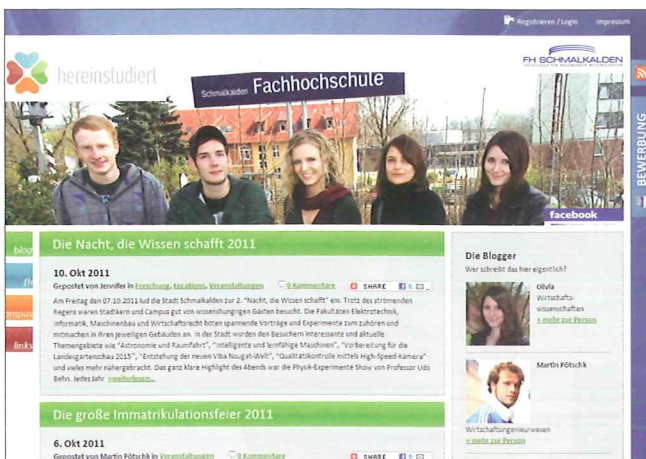 Registrieren / Login Impressum
hereinstudiert
Schmalkalden Fachhochschule
FH SCHMALKALDEN
BEWERBUNG
facebook
blog
fh
campus
links
Die Nacht, die Wissen schafft 2011
10. Okt 2011
Gepostet von Jennifer in Forschung, Locations, Veranstaltungen 0 Kommentare SHARE
Am Freitag den 07.10.2011 lud die Stadt Schmalkalden zur 2. "Nacht, die Wissen schafft" ein. Trotz des strömenden
Regens waren Stadtkern und Campus gut von wissenshungrigen Gästen besucht. Die Fakultäten Elektrotechnik,
Informatik, Maschinenbau und Wirtschaftsrecht boten spannende Vorträge und Experimente zum zuhören und
mitmachen in ihren jeweiligen Gebäuden an. In der Stadt wurden den Besuchern interessante und aktuelle
Themengebiete wie "Astronomie und Raumfahrt", "Intelligente und lernfähige Maschinen", "Vorbereitung für die
Landesgartenschau 2015", "Entstehung der neuen Viba Nougat-Welt", "Qualitätskontrolle mittels High-Speed-Kamera"
und vieles mehr nähergebracht. Das ganz klare Highlight des Abends war die Physik-Experimente Show von Professor Udo
Behn. Jedes Jahr »weiterlesen...
Die große Immatrikulationsfeier 2011
6. Okt 2011
Gepostet von Martin Pötschk in Veranstaltungen 0 Kommentare SHARE
Die Blogger
Wer schreibt das hier eigentlich?
Olivia
Wirtschafts-
wissenschaften
» mehr zur Person
Martin Pötschk
Wirtschaftsingenieurwesen
» mehr zur Person